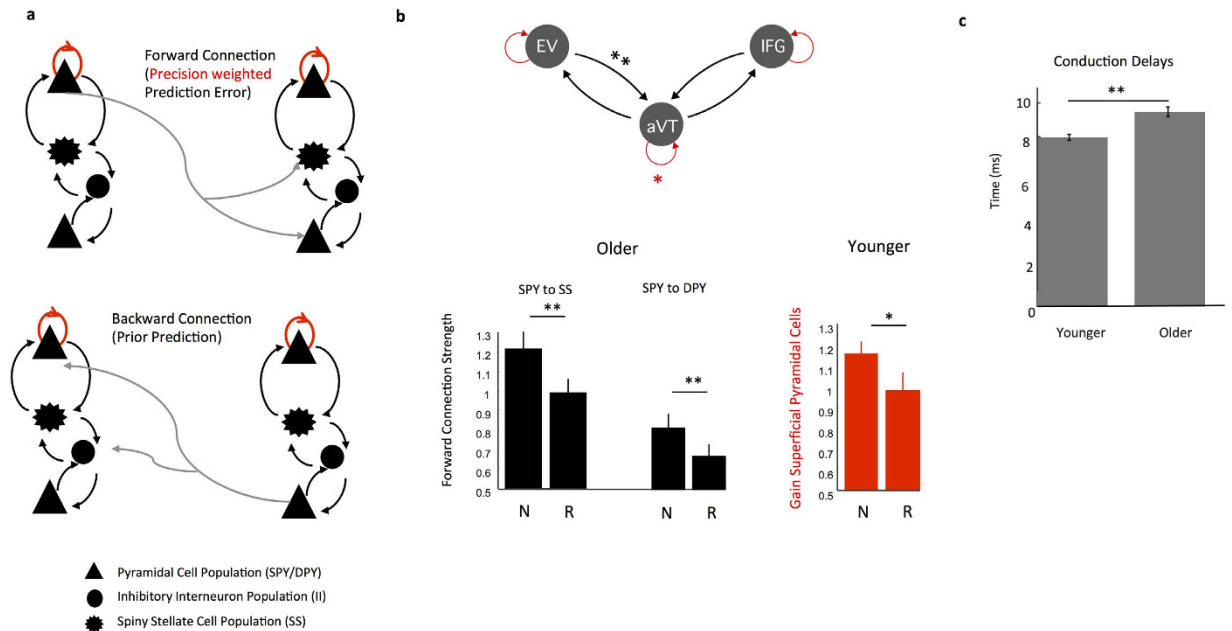 a
Forward Connection
(Precision weighted
Prediction Error)
Backward Connection
(Prior Prediction)
Pyramidal Cell Population (SPY/DPY)
Inhibitory Interneuron Population (II)
Spiny Stellate Cell Population (SS)
b
EV
**
IFG
aVT
*
Older
SPY to SS
SPY to DPY
**
**
Forward Connection Strength
1.3
1.2
1.1
1
0.9
0.8
0.7
0.6
0.5
N
R
N
R
Younger
*
Gain Superficial Pyramidal Cells
1.3
1.2
1.1
1
0.9
0.8
0.7
0.6
0.5
N
R
c
Conduction Delays
**
Time (ms)
10
8
6
4
2
0
Younger
Older